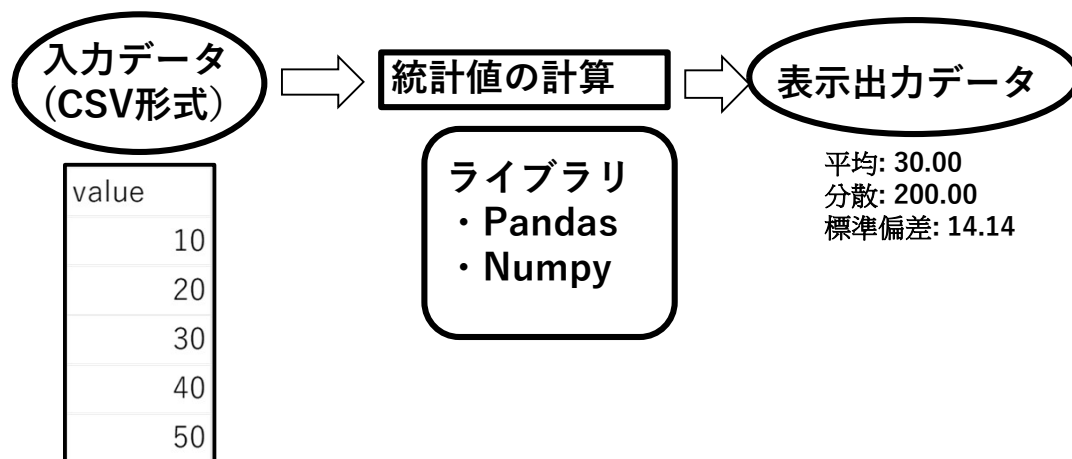 入力データ
(CSV形式)
統計値の計算
表示出力データ
value
10
20
30
40
50
ライブラリ
・Pandas
・Numpy
平均: 30.00
分散: 200.00
標準偏差: 14.14